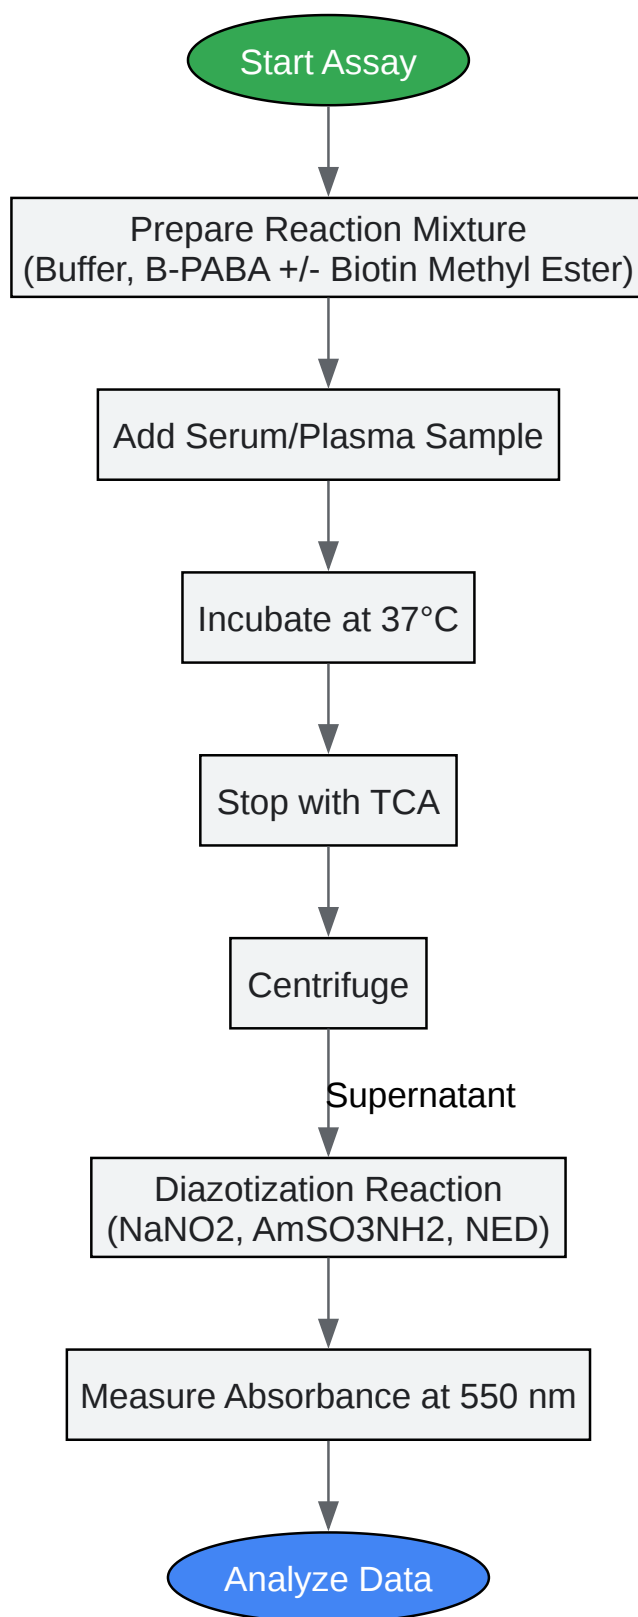 Start Assay
Prepare Reaction Mixture
(Buffer, B-PABA +/- Biotin Methyl Ester)
Add Serum/Plasma Sample
Incubate at 37°C
Stop with TCA
Centrifuge
Supernatant
Diazotization Reaction
(NaNO2, AmSO3NH2, NED)
Measure Absorbance at 550 nm
Analyze Data